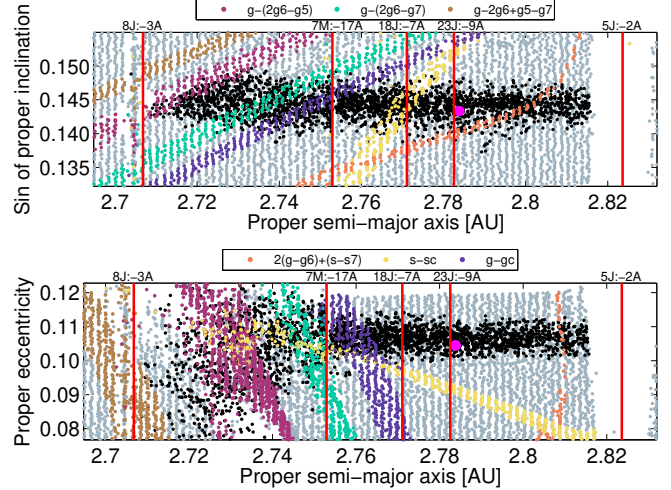 g-(2g6-g5) g-(2g6-g7) g-2g6+g5-g7
8J:-3A 7M:-17A 18J:-7A 23J:-9A 5J:-2A
0.150
0.145
0.140
0.135
Sin of proper inclination
2.7 2.72 2.74 2.76 2.78 2.8 2.82
Proper semi-major axis [AU]
2(g-g6)+(s-s7) s-sc g-gc
8J:-3A 7M:-17A 18J:-7A 23J:-9A 5J:-2A
0.12
0.11
0.10
0.09
0.08
Proper eccentricity
2.7 2.72 2.74 2.76 2.78 2.8 2.82
Proper semi-major axis [AU]